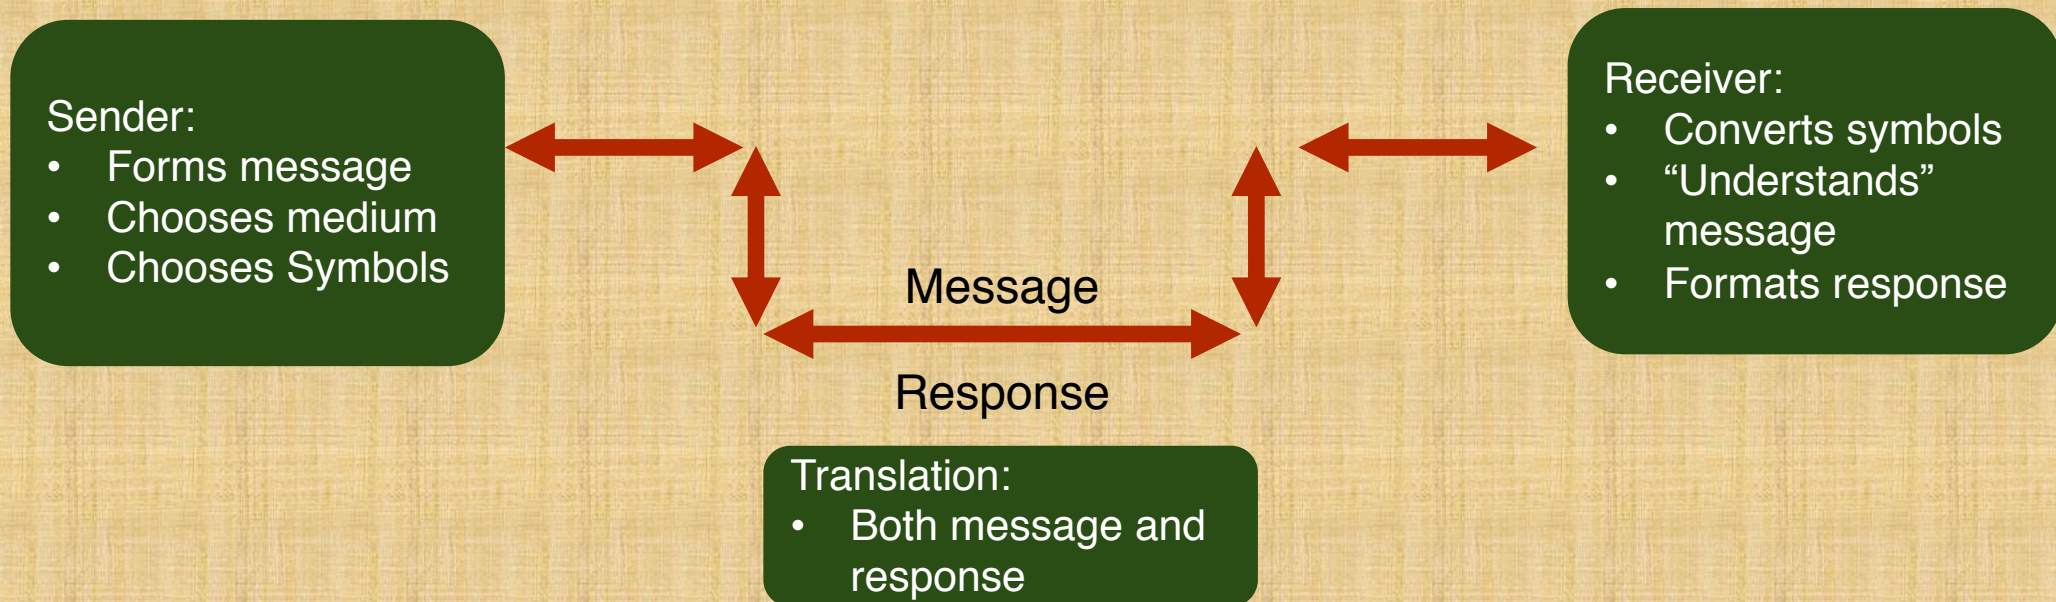 Sender:
• Forms message
• Chooses medium
• Chooses Symbols
Message
Response
Receiver:
• Converts symbols
• “Understands”
message
• Formats response
Translation:
• Both message and
response